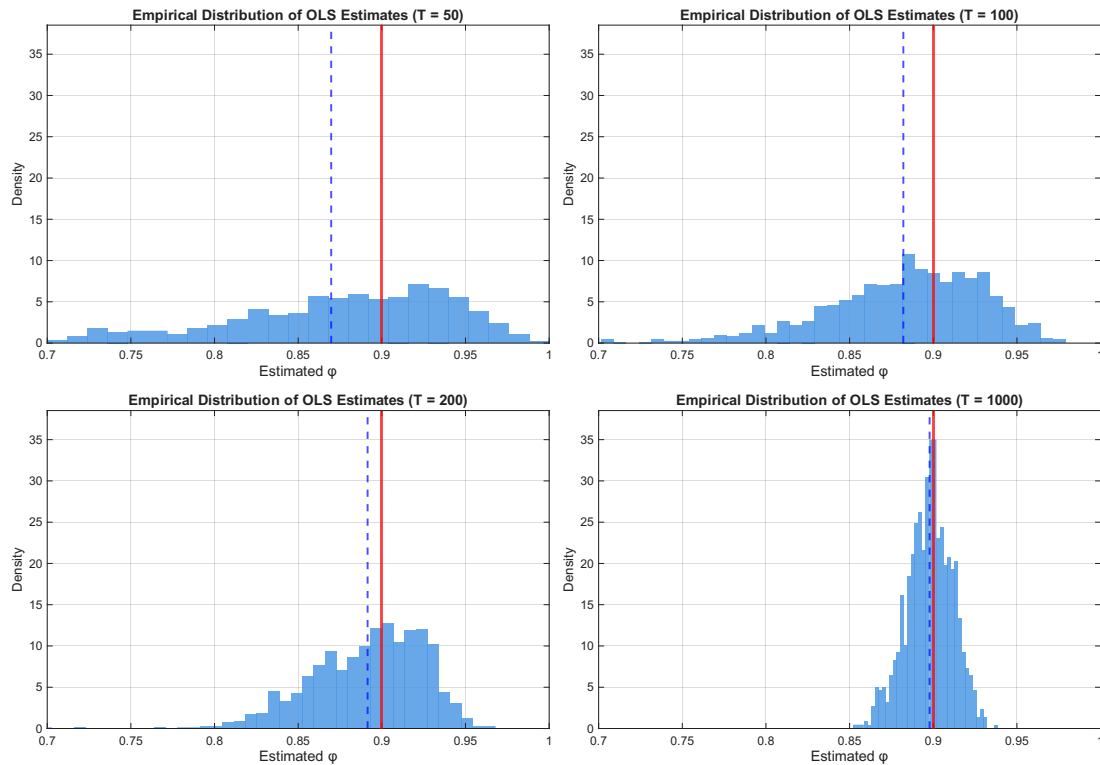 Empirical Distribution of OLS Estimates (T = 50)
35
30
25
20
15
10
5
0
Density
0.7 0.75 0.8 0.85 0.9 0.95 1
Estimated φ
Empirical Distribution of OLS Estimates (T = 100)
35
30
25
20
15
10
5
0
Density
0.7 0.75 0.8 0.85 0.9 0.95 1
Estimated φ
Empirical Distribution of OLS Estimates (T = 200)
35
30
25
20
15
10
5
0
Density
0.7 0.75 0.8 0.85 0.9 0.95 1
Estimated φ
Empirical Distribution of OLS Estimates (T = 1000)
35
30
25
20
15
10
5
0
Density
0.7 0.75 0.8 0.85 0.9 0.95 1
Estimated φ